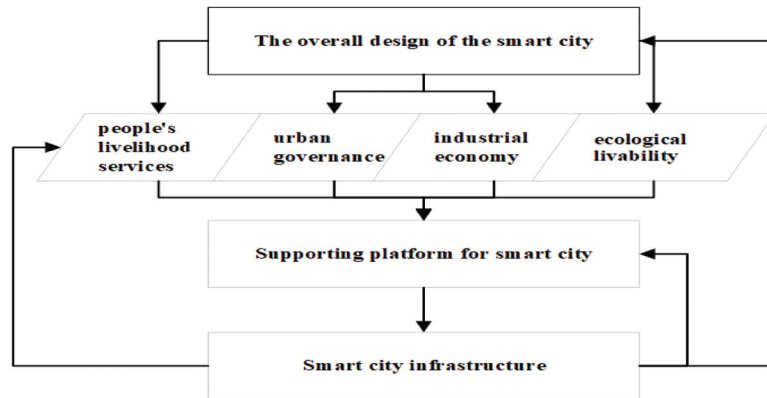 The overall design of the smart city
people's
livelihood
services
urban
governance
industrial
economy
ecological
livability
Supporting platform for smart city
Smart city infrastructure